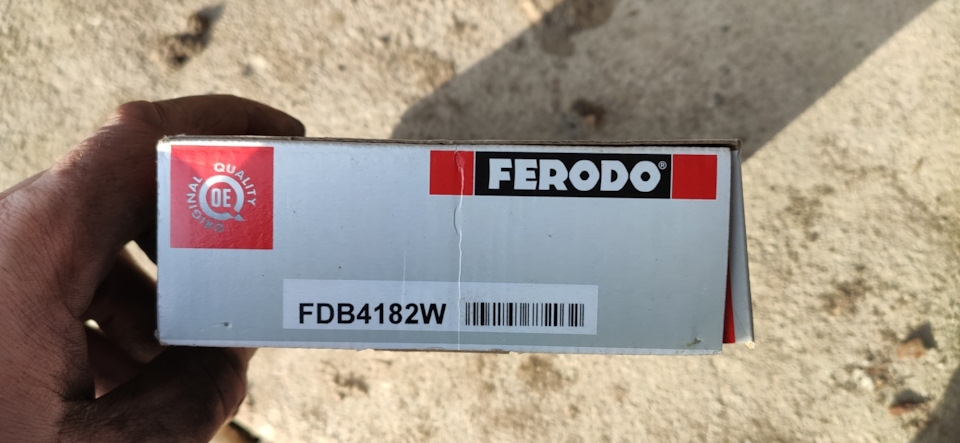 ORIGINAL QUALITY
OE
FERODO®
FDB4182W